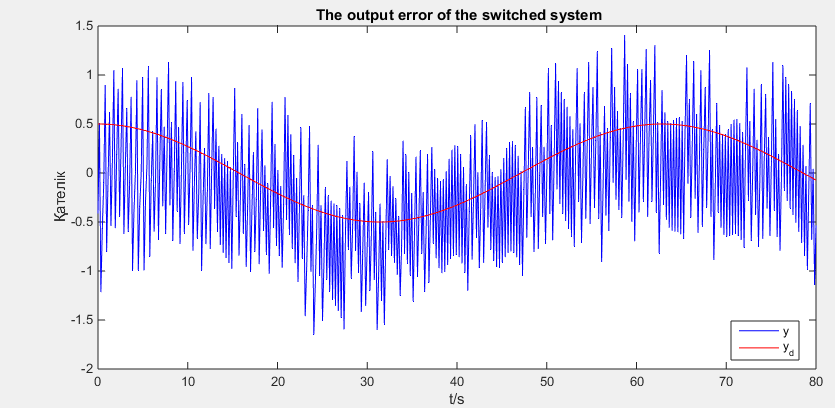 The output error of the switched system
1.5
1
0.5
0
-0.5
-1
-1.5
-2
Қателік
0 10 20 30 40 50 60 70 80
t/s
y
y_d